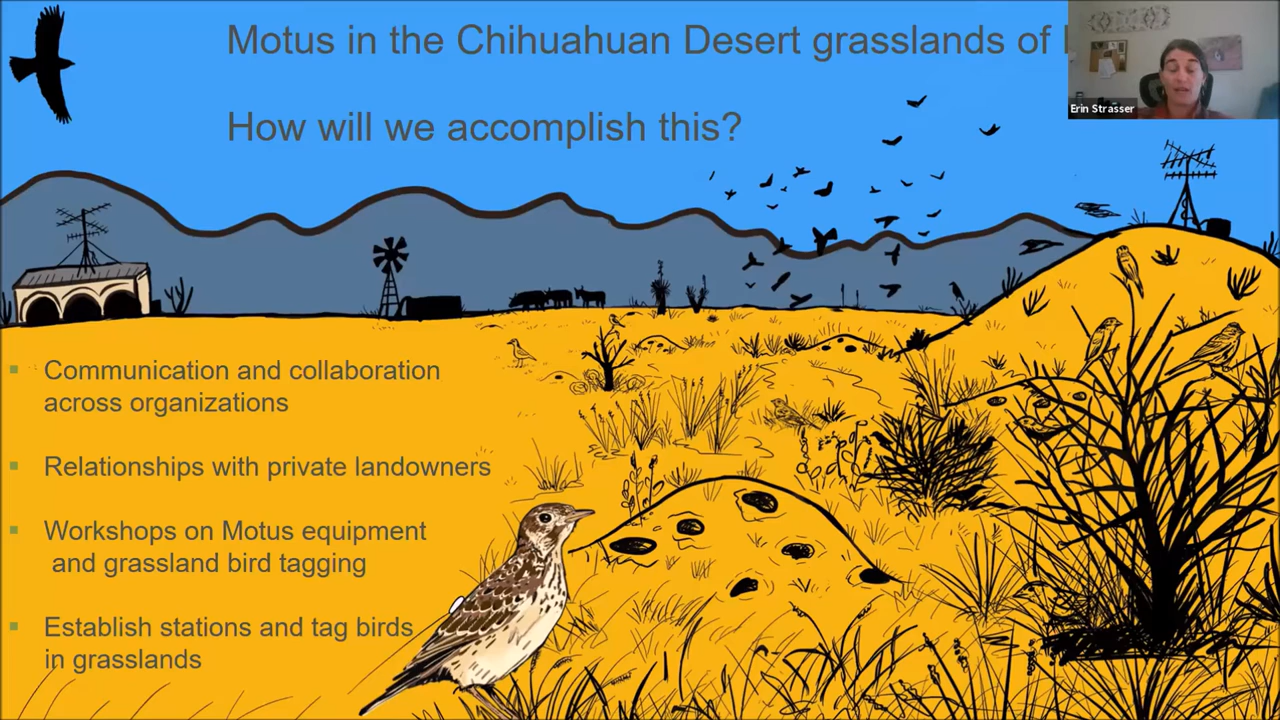 Motus in the Chihuahuan Desert grasslands of
Erin Strasser
How will we accomplish this?
▪ Communication and collaboration
across organizations
▪ Relationships with private landowners
▪ Workshops on Motus equipment
and grassland bird tagging
▪ Establish stations and tag birds
in grasslands